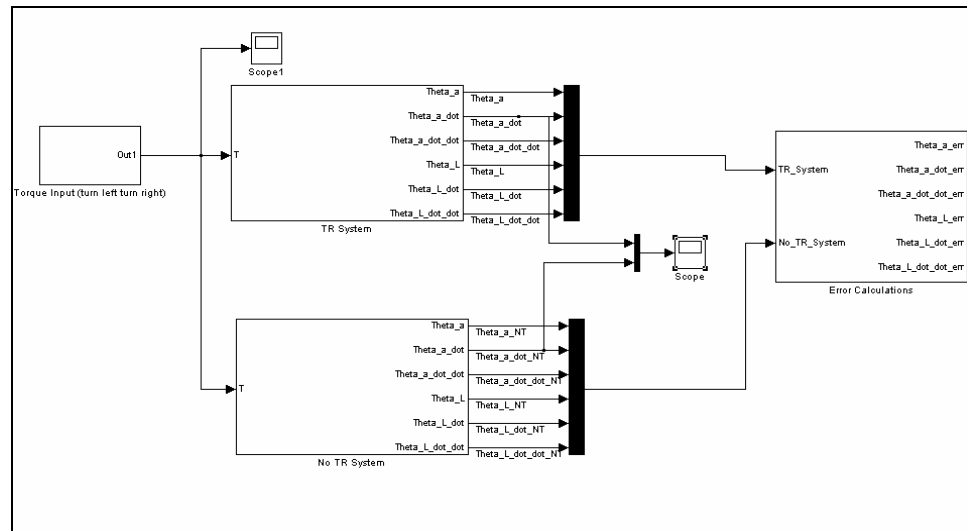 Scope1
Torque Input (turn left turn right)
Out1
T
Theta_a
Theta_a_dot
Theta_a_dot_dot
Theta_L
Theta_L_dot
Theta_L_dot_dot
TR System
Theta_a
Theta_a_dot
Theta_a_dot_dot
Theta_L
Theta_L_dot
Theta_L_dot_dot
Scope
TR_System
No_TR_System
Theta_a_err
Theta_a_dot_err
Theta_a_dot_dot_err
Theta_L_err
Theta_L_dot_err
Theta_L_dot_dot_err
Error Calculations
T
Theta_a
Theta_a_dot
Theta_a_dot_dot
Theta_L
Theta_L_dot
Theta_L_dot_dot
No TR System
Theta_a_NT
Theta_a_dot_NT
Theta_a_dot_dot_NT
Theta_L_NT
Theta_L_dot_NT
Theta_L_dot_dot_NT